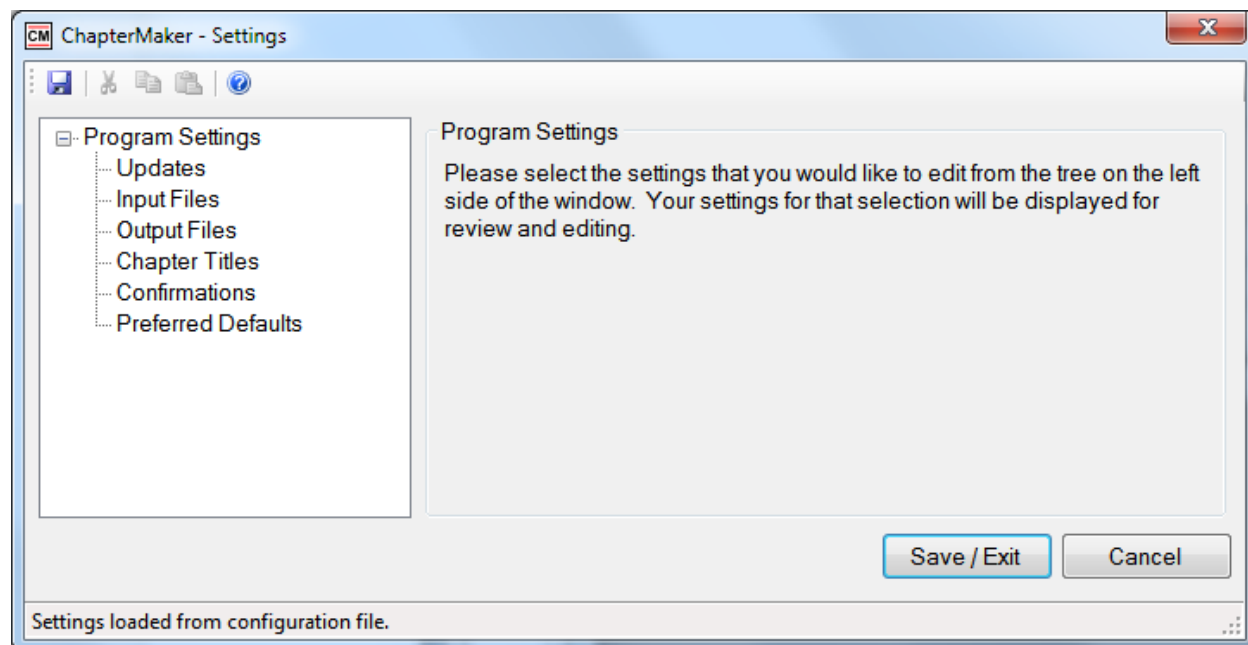 CM ChapterMaker - Settings
Program Settings
Updates
Input Files
Output Files
Chapter Titles
Confirmations
Preferred Defaults
Program Settings
Please select the settings that you would like to edit from the tree on the left
side of the window.  Your settings for that selection will be displayed for
review and editing.
Save / Exit
Cancel
Settings loaded from configuration file.